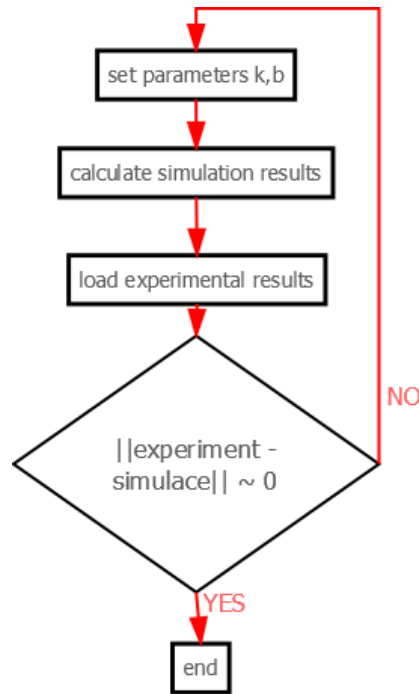 set parameters k,b
calculate simulation results
load experimental results
||experiment -
simulace|| ~ 0
NO
YES
end